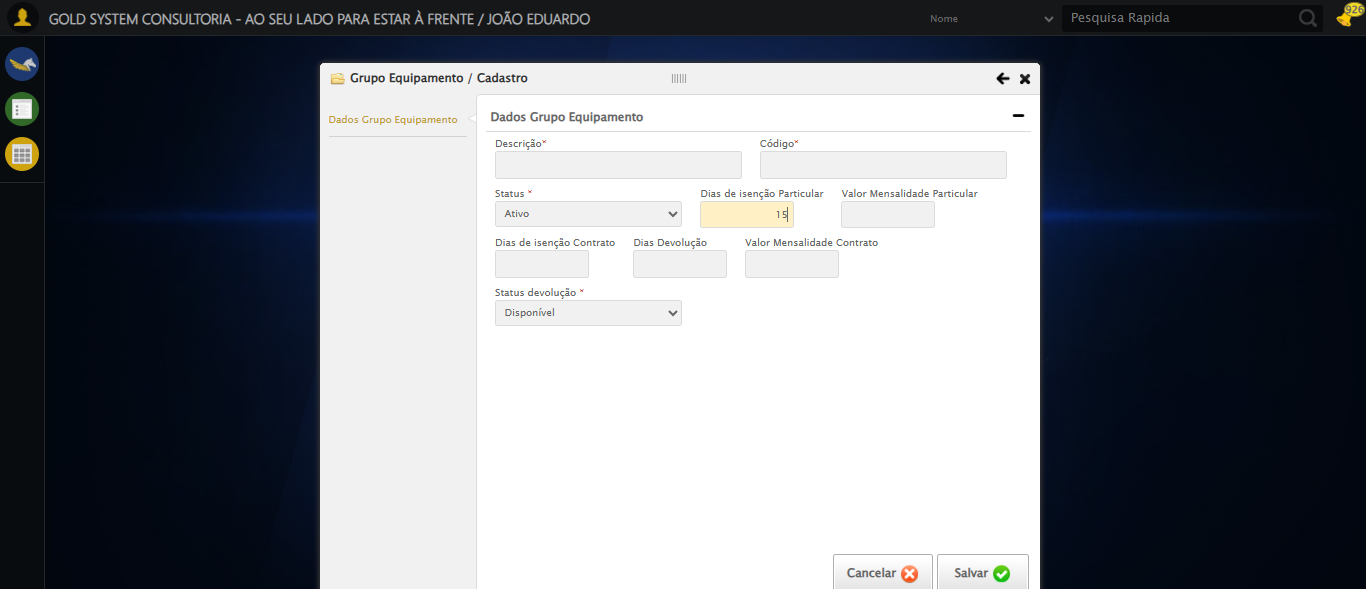 GOLD SYSTEM CONSULTORIA - AO SEU LADO PARA ESTAR À FRENTE / JOÃO EDUARDO
Nome
Pesquisa Rapida
926
Grupo Equipamento / Cadastro
Dados Grupo Equipamento
Dados Grupo Equipamento
Descrição*
Código*
Status *
Dias de isenção Particular
Valor Mensalidade Particular
Ativo
15
Dias de isenção Contrato
Dias Devolução
Valor Mensalidade Contrato
Status devolução *
Disponível
Cancelar
Salvar